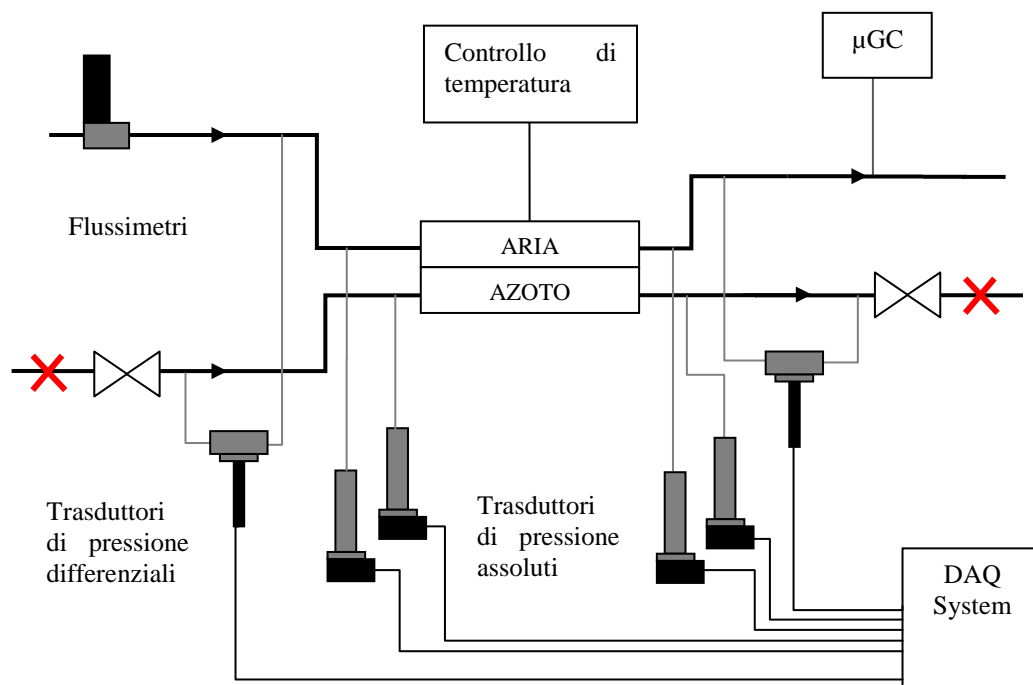 Controllo di
temperatura
µGC
Flussimetri
ARIA
AZOTO
Trasduttori
di pressione
differenziali
Trasduttori
di pressione
assoluti
DAQ
System